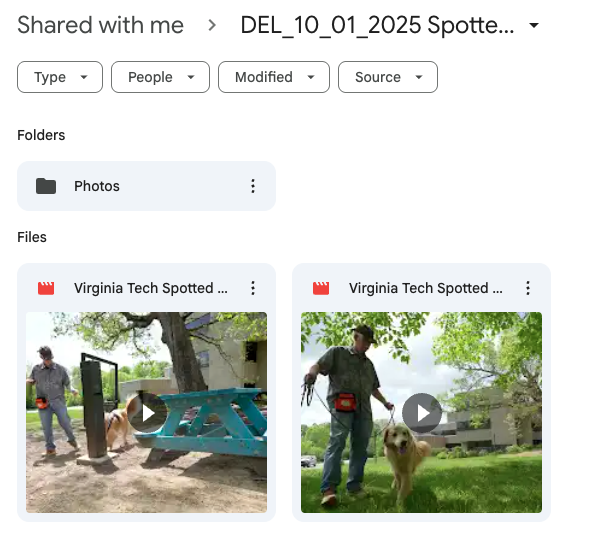 Shared with me > DEL_10_01_2025 Spotte...
Type People Modified Source
Folders
Photos
Files
Virginia Tech Spotted ... Virginia Tech Spotted ...